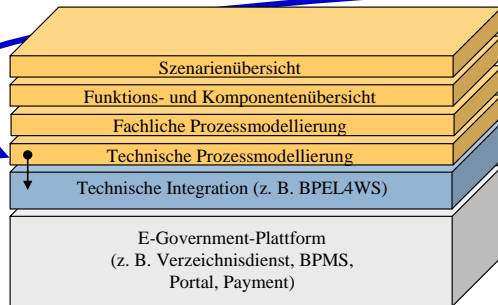 Szenarienübersicht
Funktions- und Komponentenübersicht
Fachliche Prozessmodellierung
Technische Prozessmodellierung
Technische Integration (z. B. BPEL4WS)
E-Government-Plattform
(z. B. Verzeichnisdienst, BPMS,
Portal, Payment)